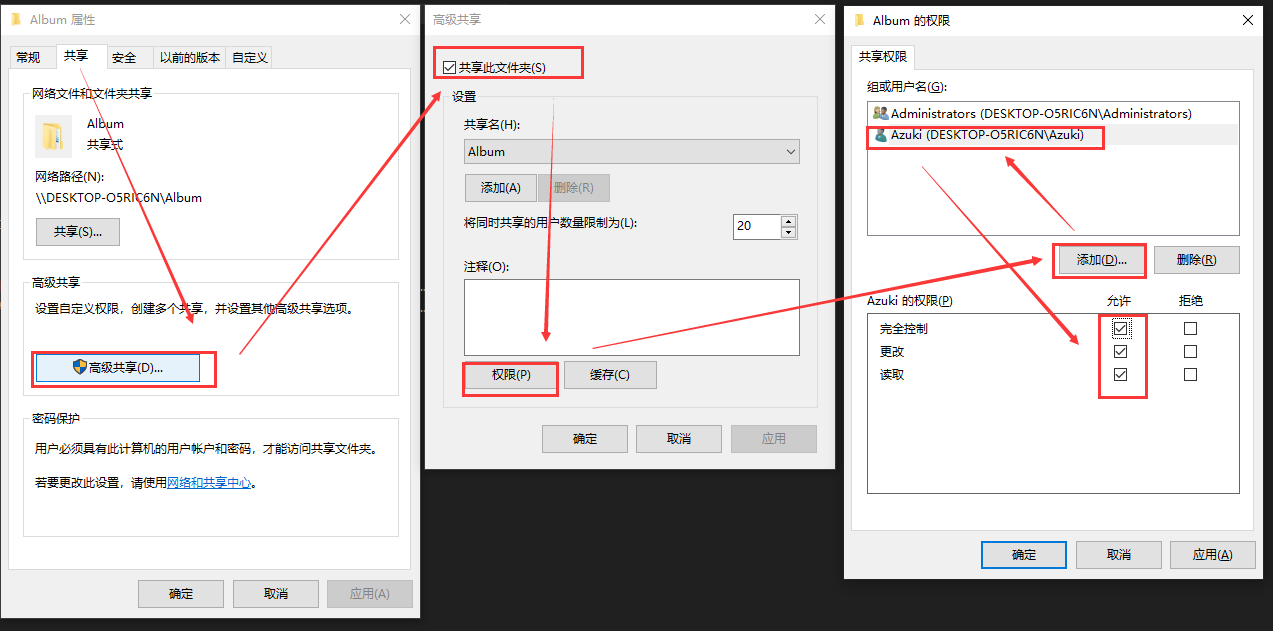 Album 属性
常规 共享 安全 以前的版本 自定义
网络文件和文件夹共享
Album
共享式
网络路径(N):
\\DESKTOP-O5RIC6N\Album
共享(S)...
高级共享
设置自定义权限，创建多个共享，并设置其他高级共享选项。
高级共享(D)...
密码保护
用户必须具有此计算机的用户帐户和密码，才能访问共享文件夹。
若要更改此设置，请使用网络和共享中心。
确定 取消 应用(A)
高级共享
共享此文件夹(S)
设置
共享名(H):
Album
添加(A) 删除(R)
将同时共享的用户数量限制为(L): 20
注释(O):
权限(P) 缓存(C)
确定 取消 应用
Album 的权限
共享权限
组或用户名(G):
Administrators (DESKTOP-O5RIC6N\Administrators)
Azuki (DESKTOP-O5RIC6N\Azuki)
添加(D)... 删除(R)
Azuki 的权限(P) 允许 拒绝
完全控制
更改
读取
确定 取消 应用(A)